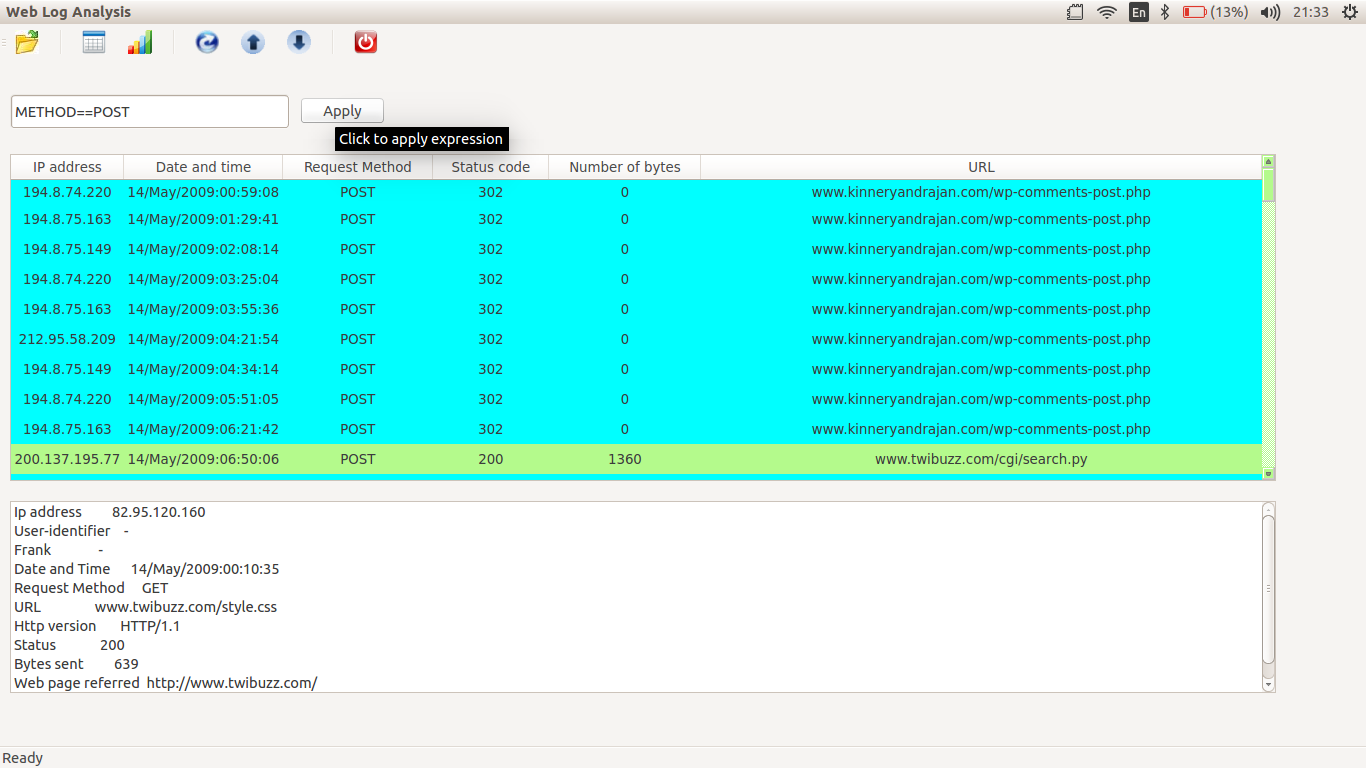 Web Log Analysis En (13%) 21:33
METHOD==POST Apply
Click to apply expression
IP address Date and time Request Method Status code Number of bytes URL
194.8.74.220 14/May/2009:00:59:08 POST 302 0 www.kinneryandrajan.com/wp-comments-post.php
194.8.75.163 14/May/2009:01:29:41 POST 302 0 www.kinneryandrajan.com/wp-comments-post.php
194.8.75.149 14/May/2009:02:08:14 POST 302 0 www.kinneryandrajan.com/wp-comments-post.php
194.8.74.220 14/May/2009:03:25:04 POST 302 0 www.kinneryandrajan.com/wp-comments-post.php
194.8.75.163 14/May/2009:03:55:36 POST 302 0 www.kinneryandrajan.com/wp-comments-post.php
212.95.58.209 14/May/2009:04:21:54 POST 302 0 www.kinneryandrajan.com/wp-comments-post.php
194.8.75.149 14/May/2009:04:34:14 POST 302 0 www.kinneryandrajan.com/wp-comments-post.php
194.8.74.220 14/May/2009:05:51:05 POST 302 0 www.kinneryandrajan.com/wp-comments-post.php
194.8.75.163 14/May/2009:06:21:42 POST 302 0 www.kinneryandrajan.com/wp-comments-post.php
200.137.195.77 14/May/2009:06:50:06 POST 200 1360 www.twibuzz.com/cgi/search.py
Ip address 82.95.120.160
User-identifier -
Frank -
Date and Time 14/May/2009:00:10:35
Request Method GET
URL www.twibuzz.com/style.css
Http version HTTP/1.1
Status 200
Bytes sent 639
Web page referred http://www.twibuzz.com/
Ready